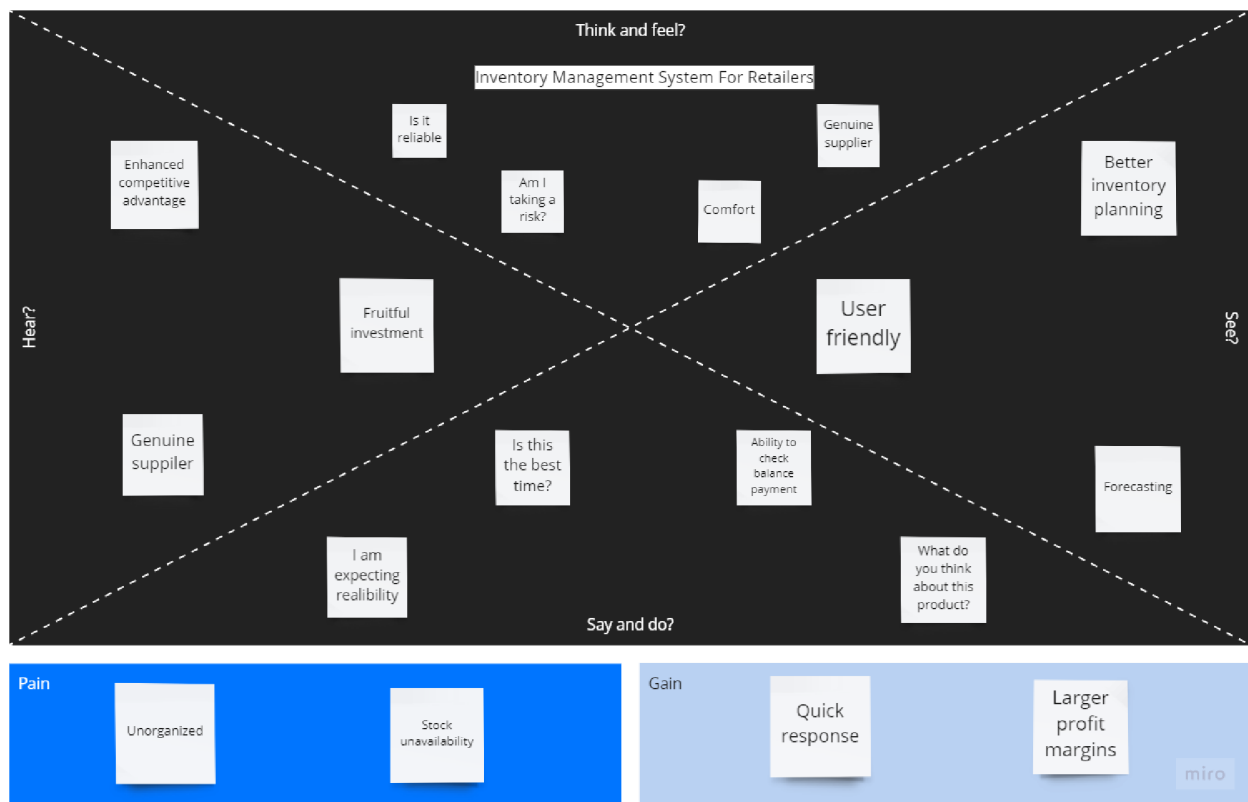 Think and feel?
Inventory Management System For Retailers
Is it
reliable
Genuine
supplier
Am I
taking a
risk?
Comfort
Hear?
Enhanced
competitive
advantage
Fruitful
investment
Genuine
suppiler
See?
Better
inventory
planning
User
friendly
Forecasting
Is this
the best
time?
Ability to
check
balance
payment
I am
expecting
realibility
What do
you think
about this
product?
Say and do?
Pain
Unorganized
Stock
unavailability
Gain
Quick
response
Larger
profit
margins
miro